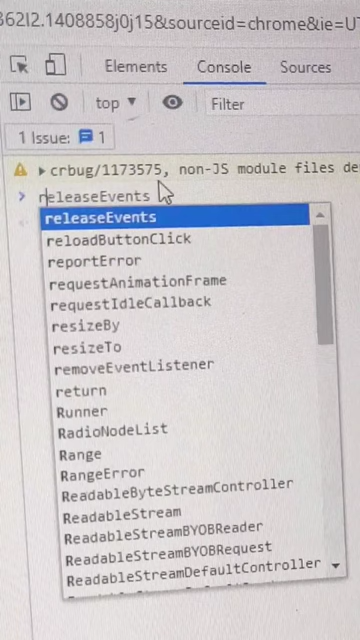 362l2.1408858j0j15&sourceid=chrome&ie=UT
Elements Console Sources
top ▼ Filter
1 Issue: 1
crbug/1173575, non-JS module files de
> releaseEvents
releaseEvents
reloadButtonClick
reportError
requestAnimationFrame
requestIdleCallback
resizeBy
resizeTo
removeEventListener
return
Runner
RadioNodeList
Range
RangeError
ReadableByteStreamController
ReadableStream
ReadableStreamBYOBReader
ReadableStreamBYOBRequest
ReadableStreamDefaultController